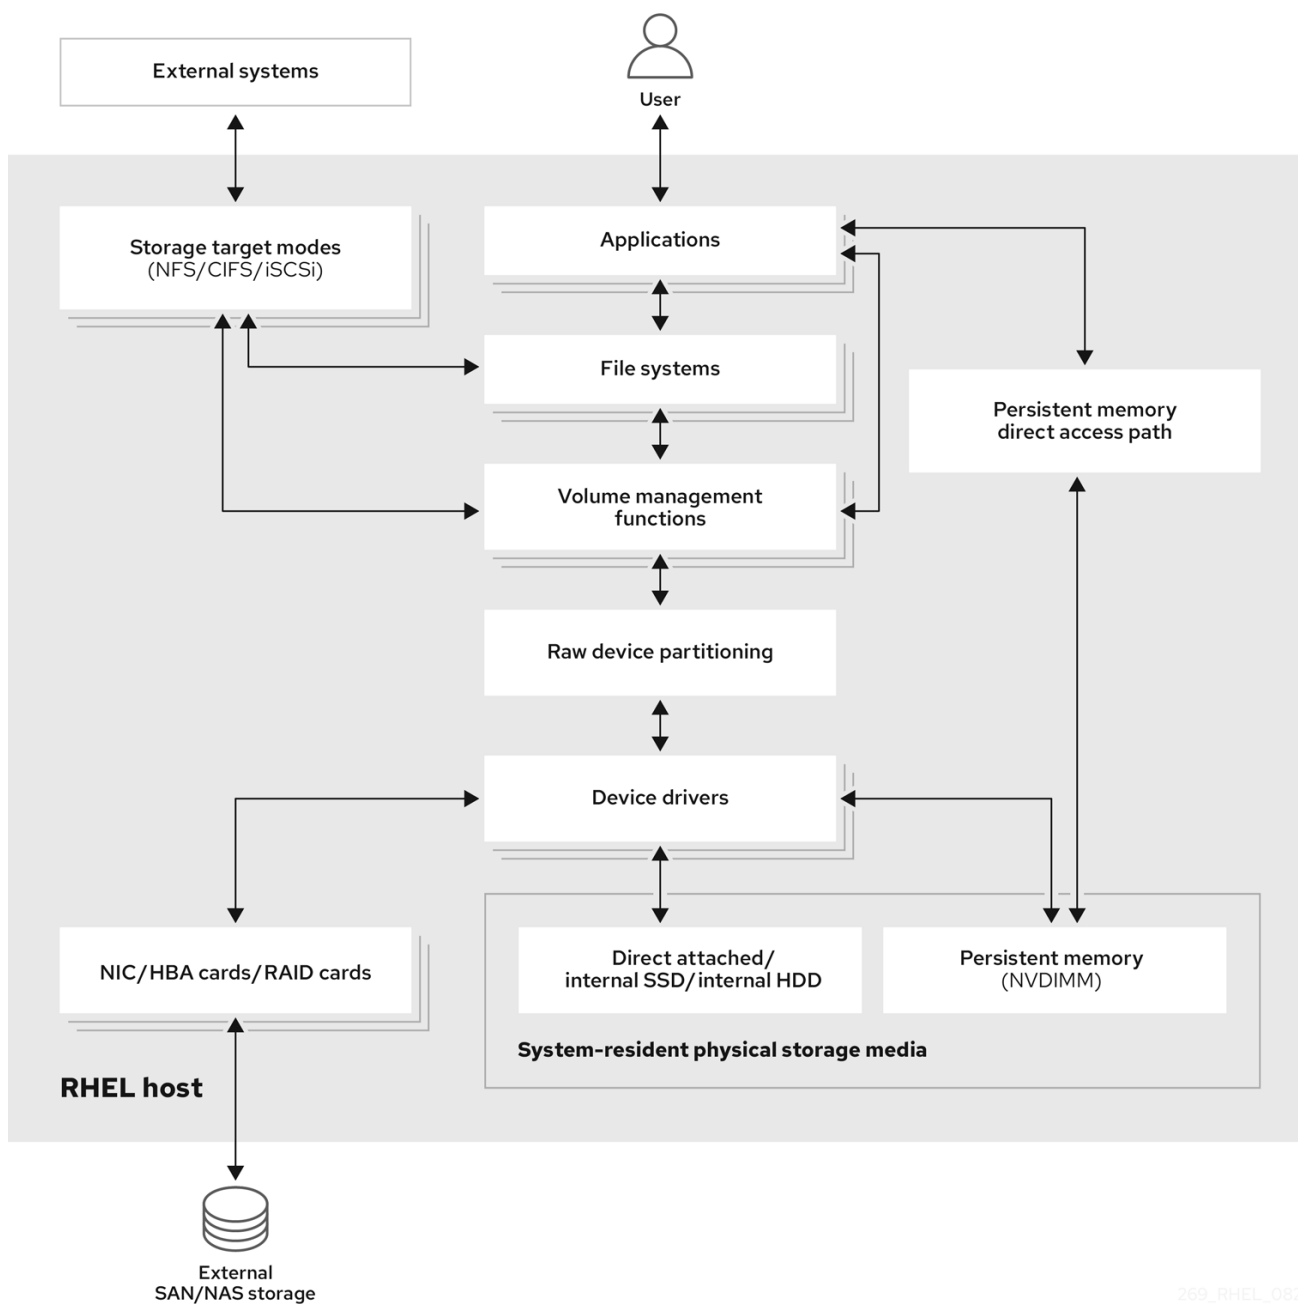 External systems
User
Storage target modes
(NFS/CIFS/iSCSi)
Applications
File systems
Persistent memory
direct access path
Volume management
functions
Raw device partitioning
Device drivers
NIC/HBA cards/RAID cards
Direct attached/
internal SSD/internal HDD
Persistent memory
(NVDIMM)
System-resident physical storage media
RHEL host
External
SAN/NAS storage